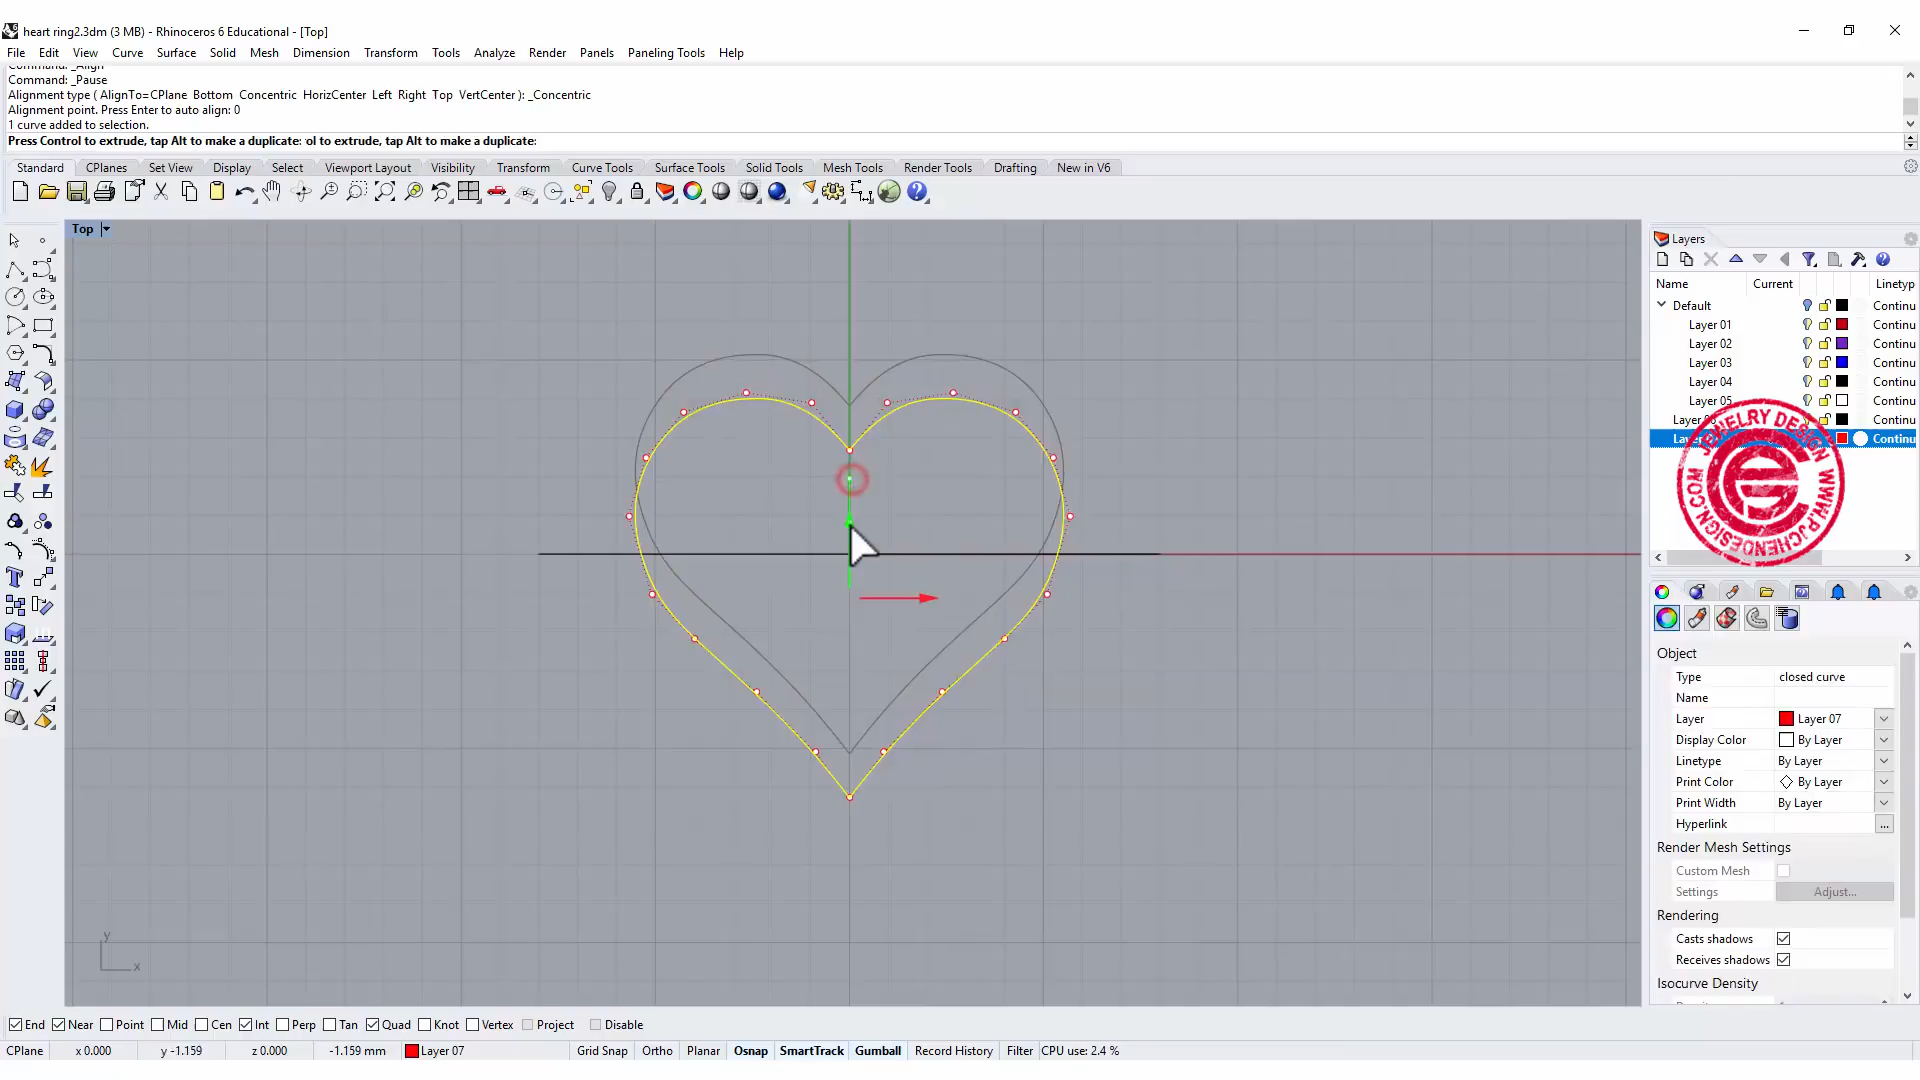 heart ring2.3dm (3 MB) - Rhinoceros 6 Educational - [Top]
File Edit View Curve Surface Solid Mesh Dimension Transform Tools Analyze Render Panels Paneling Tools Help
Command: _Align
Command: _Pause
Alignment type ( AlignTo=CPlane Bottom Concentric HorizCenter Left Right Top VertCenter ): _Concentric
Alignment point. Press Enter to auto align: 0
1 curve added to selection.
Press Control to extrude, tap Alt to make a duplicate: ol to extrude, tap Alt to make a duplicate:
Standard CPlanes Set View Display Select Viewport Layout Visibility Transform Curve Tools Surface Tools Solid Tools Mesh Tools Render Tools Drafting New in V6
Top
Layers
Name Current Linetyp
Default Continu
Layer 01 Continu
Layer 02 Continu
Layer 03 Continu
Layer 04 Continu
Layer 05 Continu
Continu
Continu
JEWELRY DESIGN
WWW.PJCHENDESIGN.COM
Object
Type closed curve
Name
Layer Layer 07
Display Color By Layer
Linetype By Layer
Print Color By Layer
Print Width By Layer
Hyperlink ...
Render Mesh Settings
Custom Mesh
Settings Adjust...
Rendering
Casts shadows
Receives shadows
Isocurve Density
y
x
End Near Point Mid Cen Int Perp Tan Quad Knot Vertex Project Disable
CPlane x 0.000 y -1.159 z 0.000 -1.159 mm Layer 07 Grid Snap Ortho Planar Osnap SmartTrack Gumball Record History Filter CPU use: 2.4 %